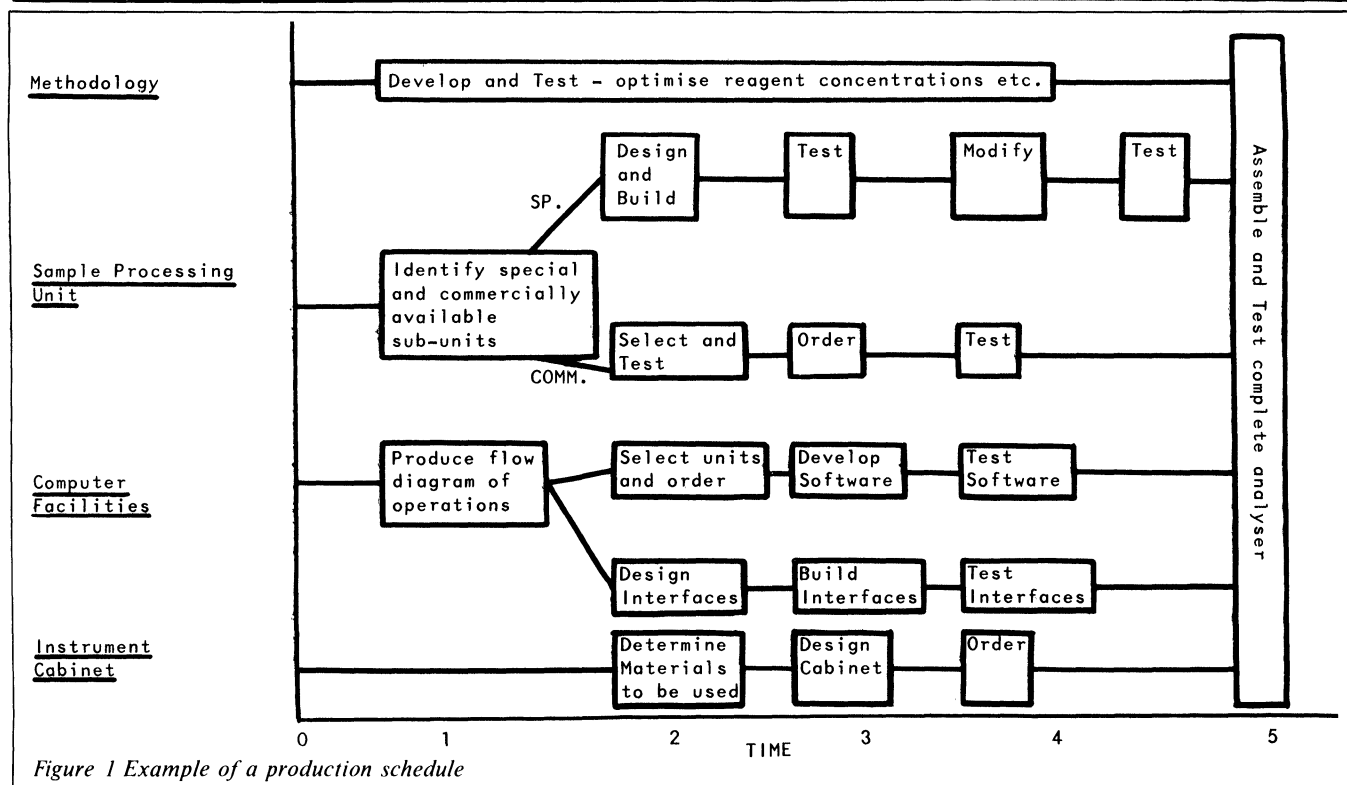 Methodology
Develop and Test - optimise reagent concentrations etc.
Design
and
Build
Test
Modify
Test
SP.
Sample Processing
Unit
Identify special
and commercially
available
sub-units
COMM.
Select and
Test
Order
Test
Computer
Facilities
Produce flow
diagram of
operations
Select units
and order
Develop
Software
Test
Software
Design
Interfaces
Build
Interfaces
Test
Interfaces
Instrument
Cabinet
Determine
Materials
to be used
Design
Cabinet
Order
Assemble and Test complete analyser
0 1 2 3 4 5
TIME
Figure 1 Example of a production schedule